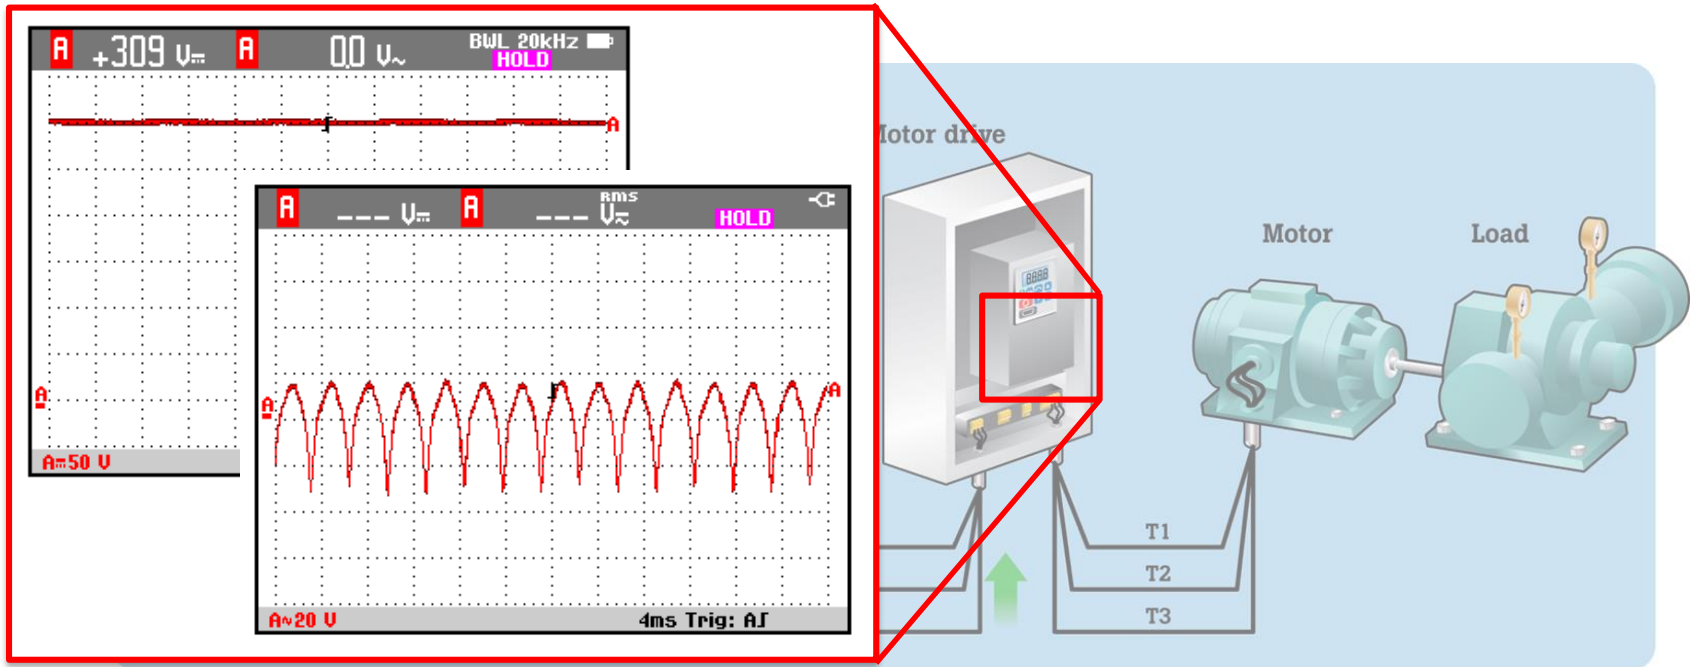 A +309 V⎓ A 0.0 V~ BWL 20kHz
HOLD
A
A
A⎓50 V
A --- V⎓ A --- rms V≂ HOLD
A
A
A~20 V 4ms Trig: A
Motor drive
8888
Motor
Load
T1
T2
T3